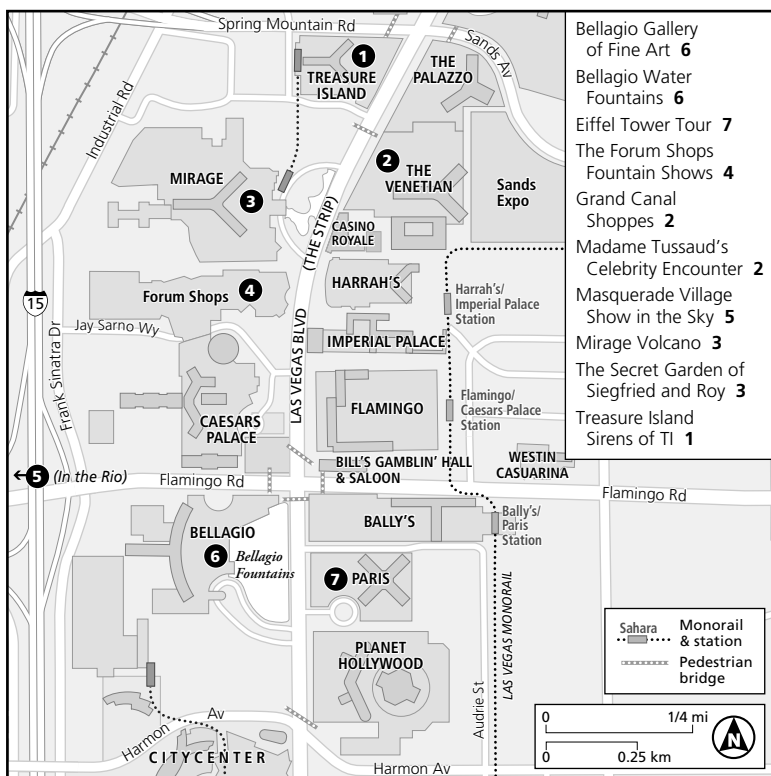 Spring Mountain Rd
Sands Av
Industrial Rd
1
TREASURE
ISLAND
THE
PALAZZO
MIRAGE
3
2
THE
VENETIAN
Sands
Expo
(THE STRIP)
CASINO
ROYALE
15
Forum Shops
4
HARRAH'S
Harrah's/
Imperial Palace
Station
Jay Sarno Wy
IMPERIAL PALACE
Frank Sinatra Dr
LAS VEGAS BLVD
CAESARS
PALACE
FLAMINGO
Flamingo/
Caesars Palace
Station
BILL'S GAMBLIN' HALL
& SALOON
WESTIN
CASUARINA
5 (In the Rio)
Flamingo Rd
Flamingo Rd
BELLAGIO
6
Bellagio
Fountains
BALLY'S
Bally's/
Paris
Station
7 PARIS
PLANET
HOLLYWOOD
LAS VEGAS MONORAIL
Audrie St
Harmon Av
CITYCENTER
Harmon Av
Bellagio Gallery
of Fine Art 6
Bellagio Water
Fountains 6
Eiffel Tower Tour 7
The Forum Shops
Fountain Shows 4
Grand Canal
Shoppes 2
Madame Tussaud's
Celebrity Encounter 2
Masquerade Village
Show in the Sky 5
Mirage Volcano 3
The Secret Garden of
Siegfried and Roy 3
Treasure Island
Sirens of TI 1
Sahara
Monorail
& station
Pedestrian
bridge
0 1/4 mi
0 0.25 km
N